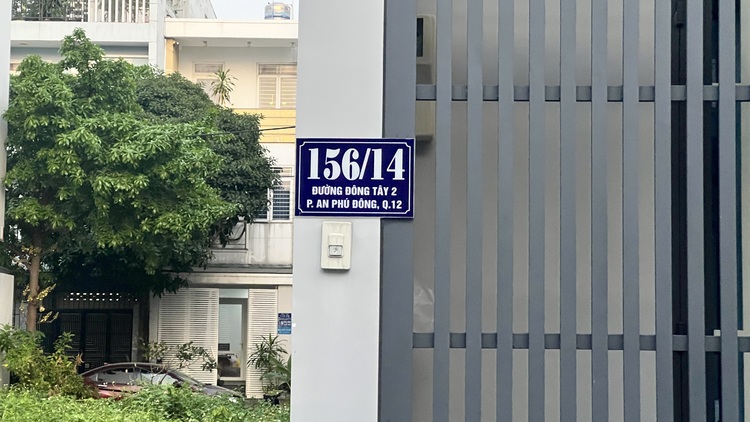 156/14
ĐƯỜNG ĐÔNG TÂY 2
P. AN PHÚ ĐÔNG, Q.12